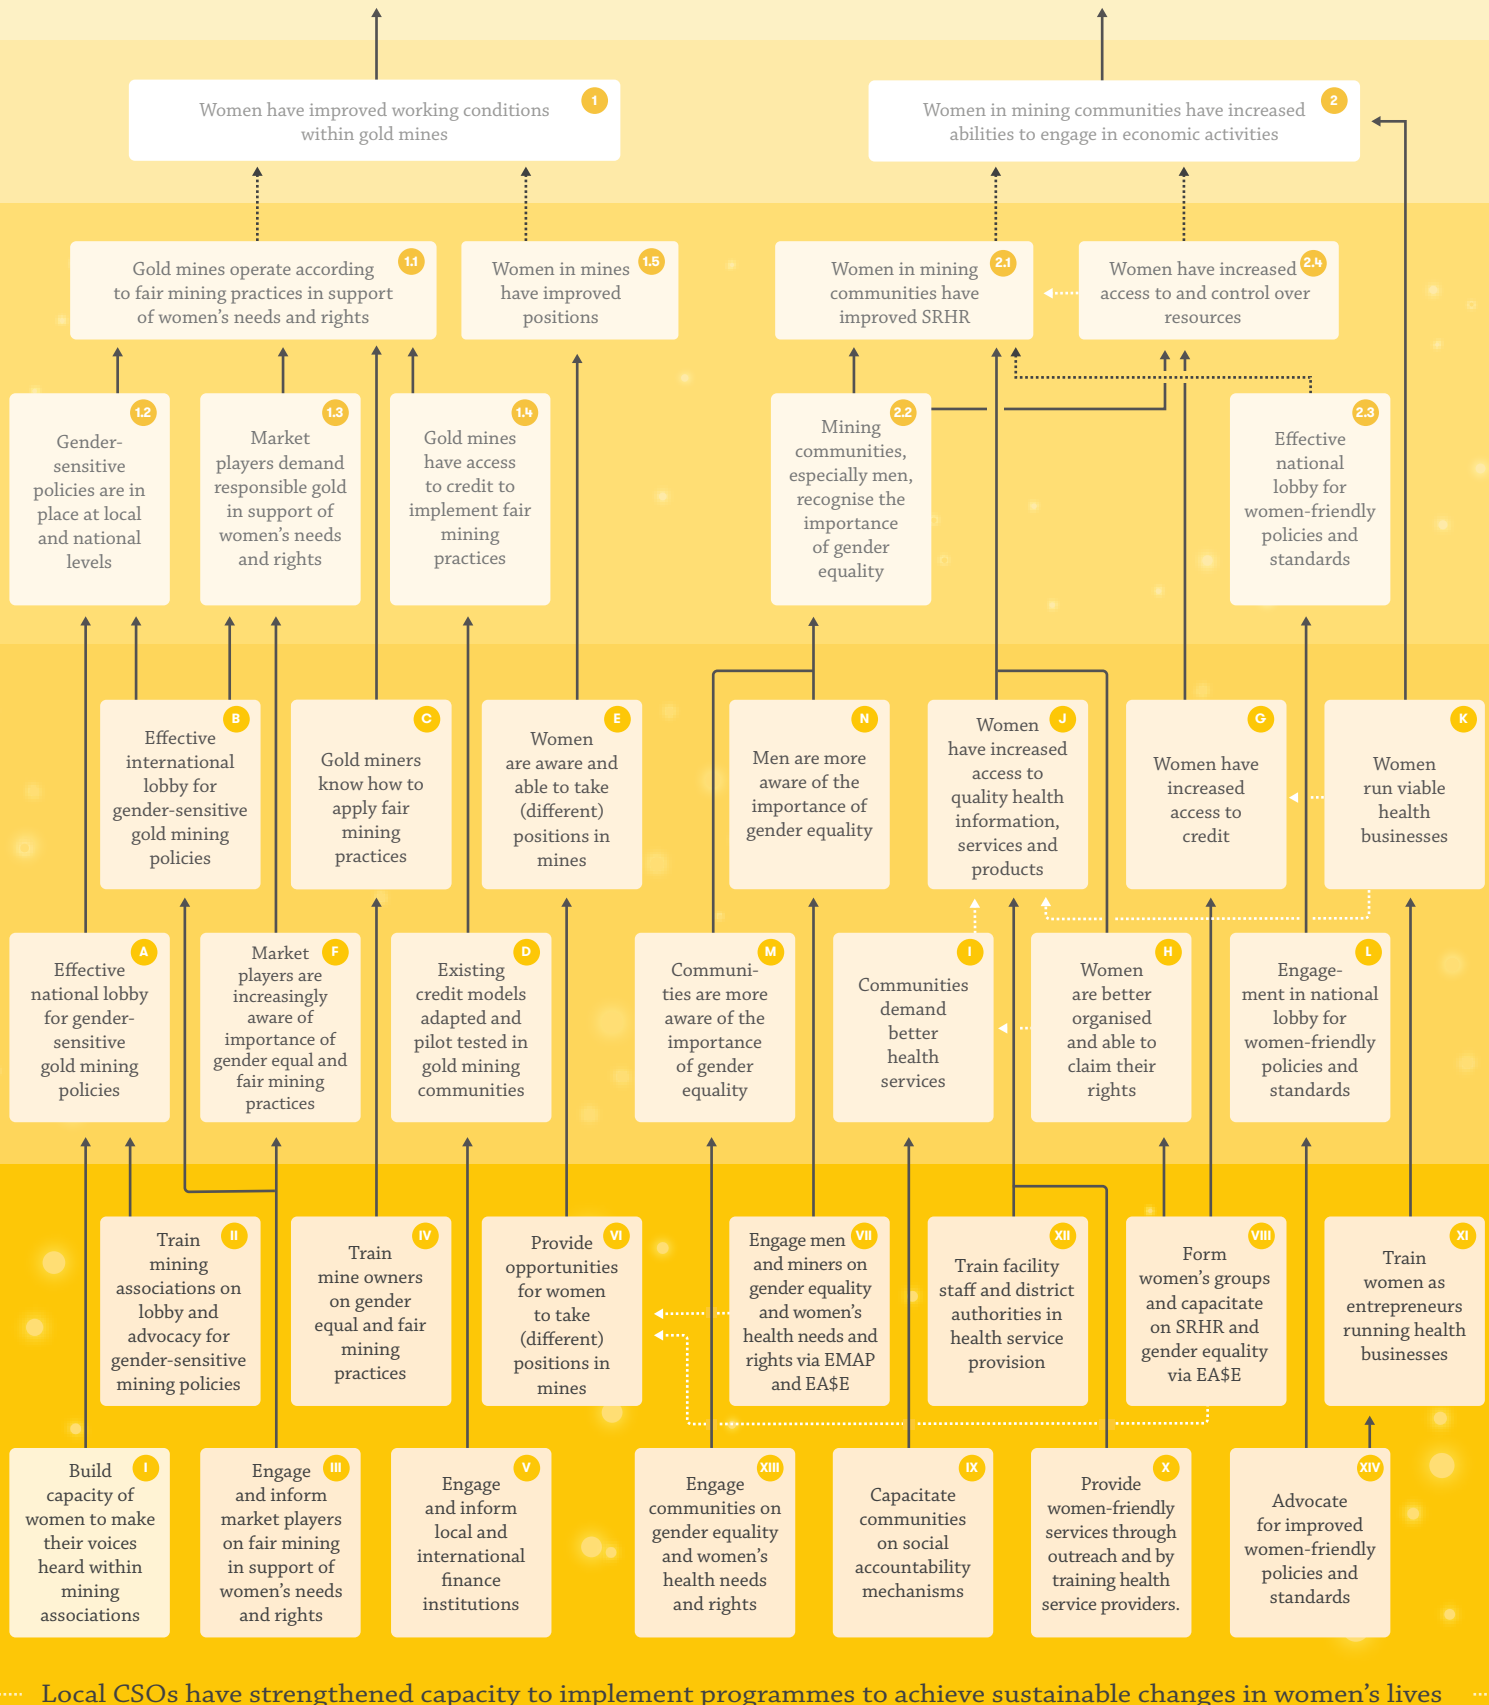 Women have improved working conditions
within gold mines
1
Women in mining communities have increased
abilities to engage in economic activities
2
Gold mines operate according
to fair mining practices in support
of women's needs and rights
1.1
Women in mines
have improved
positions
1.5
Women in mining
communities have
improved SRHR
2.1
Women have increased
access to and control over
resources
2.4
Gender-
sensitive
policies are in
place at local
and national
levels
1.2
Market
players demand
responsible gold
in support of
women's needs
and rights
1.3
Gold mines
have access
to credit to
implement fair
mining
practices
1.4
Mining
communities,
especially men,
recognise the
importance
of gender
equality
2.2
Effective
national
lobby for
women-friendly
policies and
standards
2.3
Effective
international
lobby for
gender-sensitive
gold mining
policies
B
Gold miners
know how to
apply fair
mining
practices
C
Women
are aware and
able to take
(different)
positions in
mines
E
Men are more
aware of the
importance of
gender equality
N
Women
have increased
access to
quality health
information,
services and
products
J
Women have
increased
access to
credit
G
Women
run viable
health
businesses
K
Effective
national lobby
for gender-
sensitive
gold mining
policies
A
Market
players are
increasingly
aware of
importance of
gender equal and
fair mining
practices
F
Existing
credit models
adapted and
pilot tested in
gold mining
communities
D
Communi-
ties are more
aware of the
importance
of gender
equality
M
Communities
demand
better
health
services
I
Women
are better
organised
and able to
claim their
rights
H
Engage-
ment in national
lobby for
women-friendly
policies and
standards
L
Train
mining
associations on
lobby and
advocacy for
gender-sensitive
mining policies
II
Train
mine owners
on gender
equal and fair
mining
practices
IV
Provide
opportunities
for women
to take
(different)
positions in
mines
VI
Engage men
and miners on
gender equality
and women's
health needs and
rights via EMAP
and EA$E
VII
Train facility
staff and district
authorities in
health service
provision
XII
Form
women's groups
and capacitate
on SRHR and
gender equality
via EA$E
VIII
Train
women as
entrepreneurs
running health
businesses
XI
Build
capacity of
women to make
their voices
heard within
mining
associations
I
Engage
and inform
market players
on fair mining
in support of
women's needs
and rights
III
Engage
and inform
local and
international
finance
institutions
V
Engage
communities on
gender equality
and women's
health needs
and rights
XIII
Capacitate
communities
on social
accountability
mechanisms
IX
Provide
women-friendly
services through
outreach and by
training health
service providers.
X
Advocate
for improved
women-friendly
policies and
standards
XIV
Local CSOs have strengthened capacity to implement programmes to achieve sustainable changes in women's lives